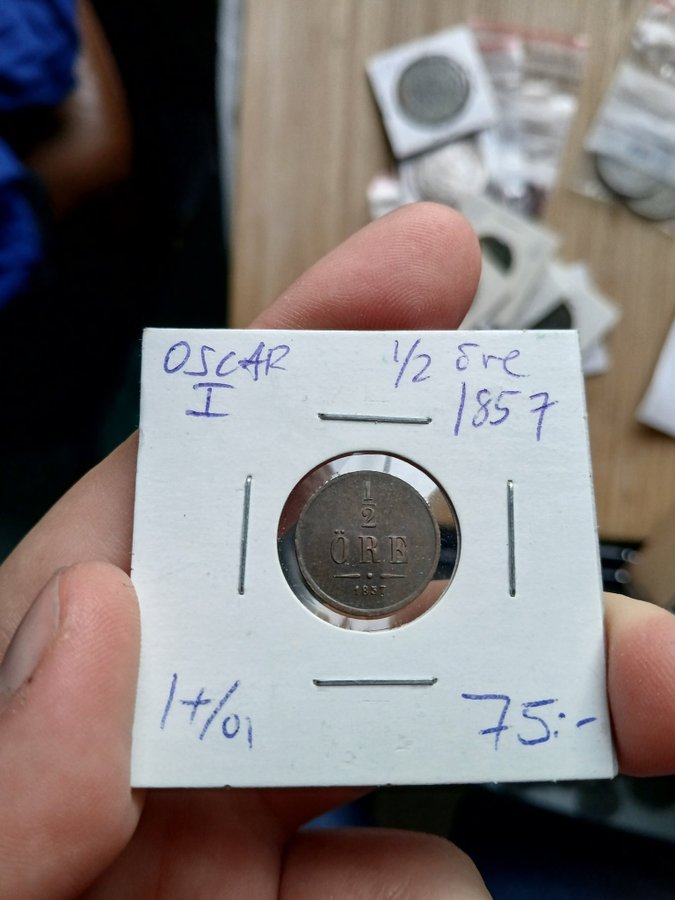 OSCAR 1/2 öre
I 1857
1
2
ÖRE
1857
1+/01 75:-